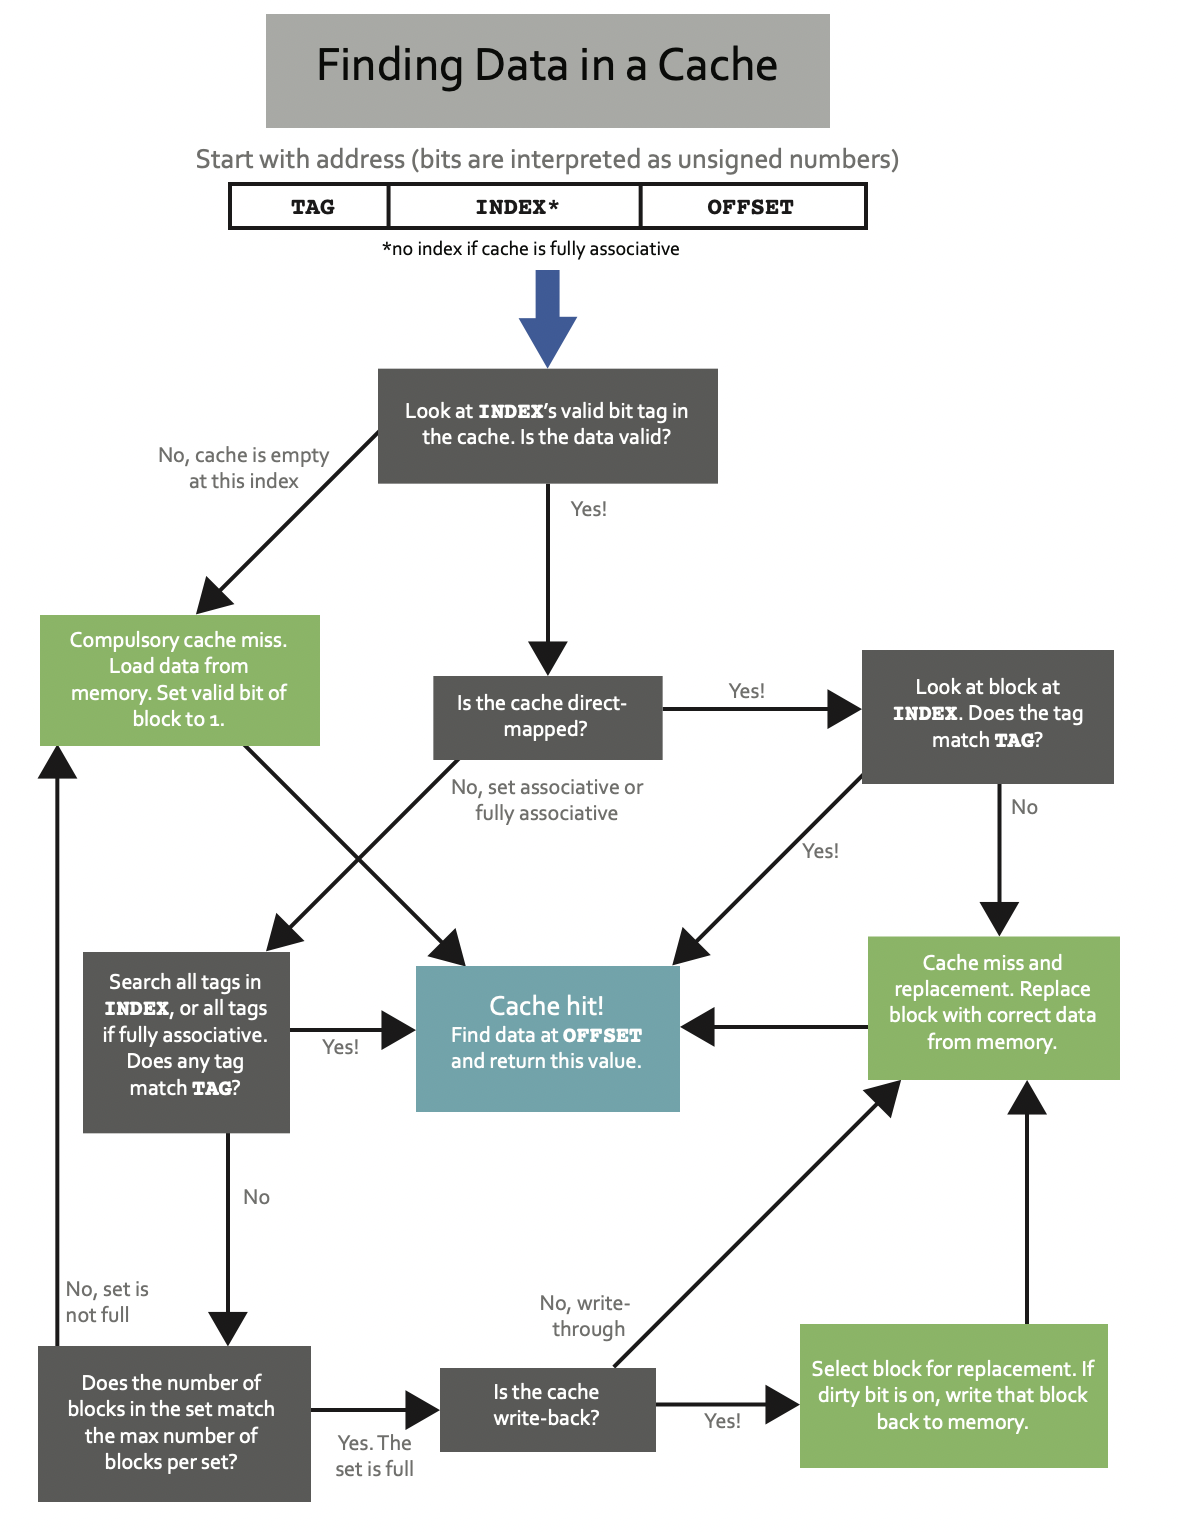 Finding Data in a Cache
Start with address (bits are interpreted as unsigned numbers)
TAG
INDEX*
OFFSET
*no index if cache is fully associative
Look at INDEX's valid bit tag in
the cache. Is the data valid?
No, cache is empty
at this index
Yes!
Compulsory cache miss.
Load data from
memory. Set valid bit of
block to 1.
Is the cache direct-
mapped?
Yes!
Look at block at
INDEX. Does the tag
match TAG?
No, set associative or
fully associative
No
Yes!
Search all tags in
INDEX, or all tags
if fully associative.
Does any tag
match TAG?
Yes!
Cache hit!
Find data at OFFSET
and return this value.
Cache miss and
replacement. Replace
block with correct data
from memory.
No
No, set is
not full
No, write-
through
Does the number of
blocks in the set match
the max number of
blocks per set?
Yes. The
set is full
Is the cache
write-back?
Yes!
Select block for replacement. If
dirty bit is on, write that block
back to memory.